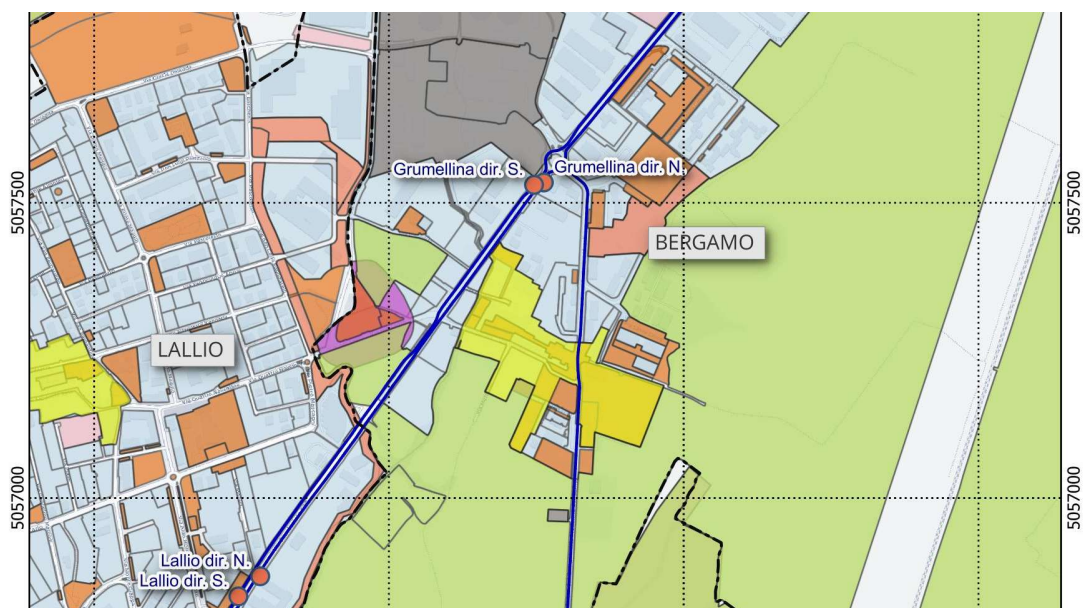 Grumellina dir. S.
Grumellina dir. N.
5057500
5057500
BERGAMO
LALLIO
5057000
5057000
Lallio dir. N.
Lallio dir. S.